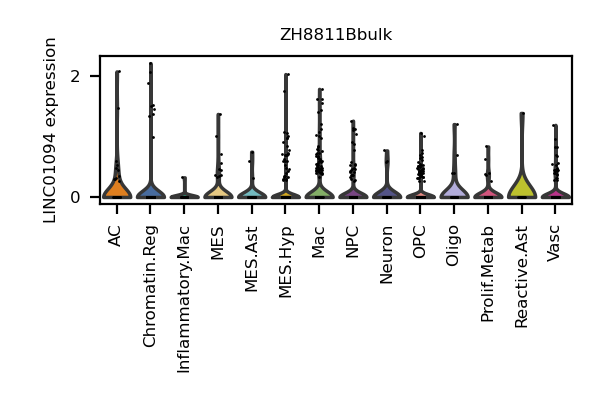 ZH8811Bbulk
LINC01094 expression
2
0
AC
Chromatin.Reg
Inflammatory.Mac
MES
MES.Ast
MES.Hyp
Mac
NPC
Neuron
OPC
Oligo
Prolif.Metab
Reactive.Ast
Vasc